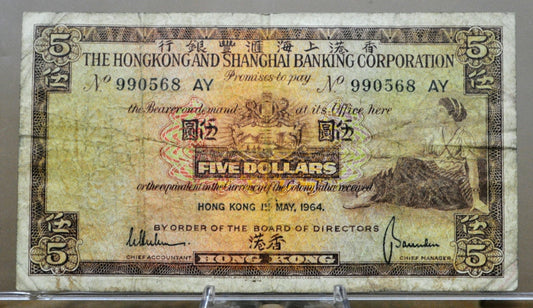 5 行銀豐滙海上港香 5
伍 THE HONGKONG AND SHANGHAI BANKING CORPORATION 伍
Promises to pay
Nº 990568 AY Nº 990568 AY
the Bearer on demand at its Office here
圓 伍
FIVE DOLLARS
or the equivalent in the Currency of the Colony Value received
HONG KONG 1ST MAY, 1964.
BY ORDER OF THE BOARD OF DIRECTORS
伍 港香 伍
5 CHIEF ACCOUNTANT CHIEF MANAGER 5
HONG KONG